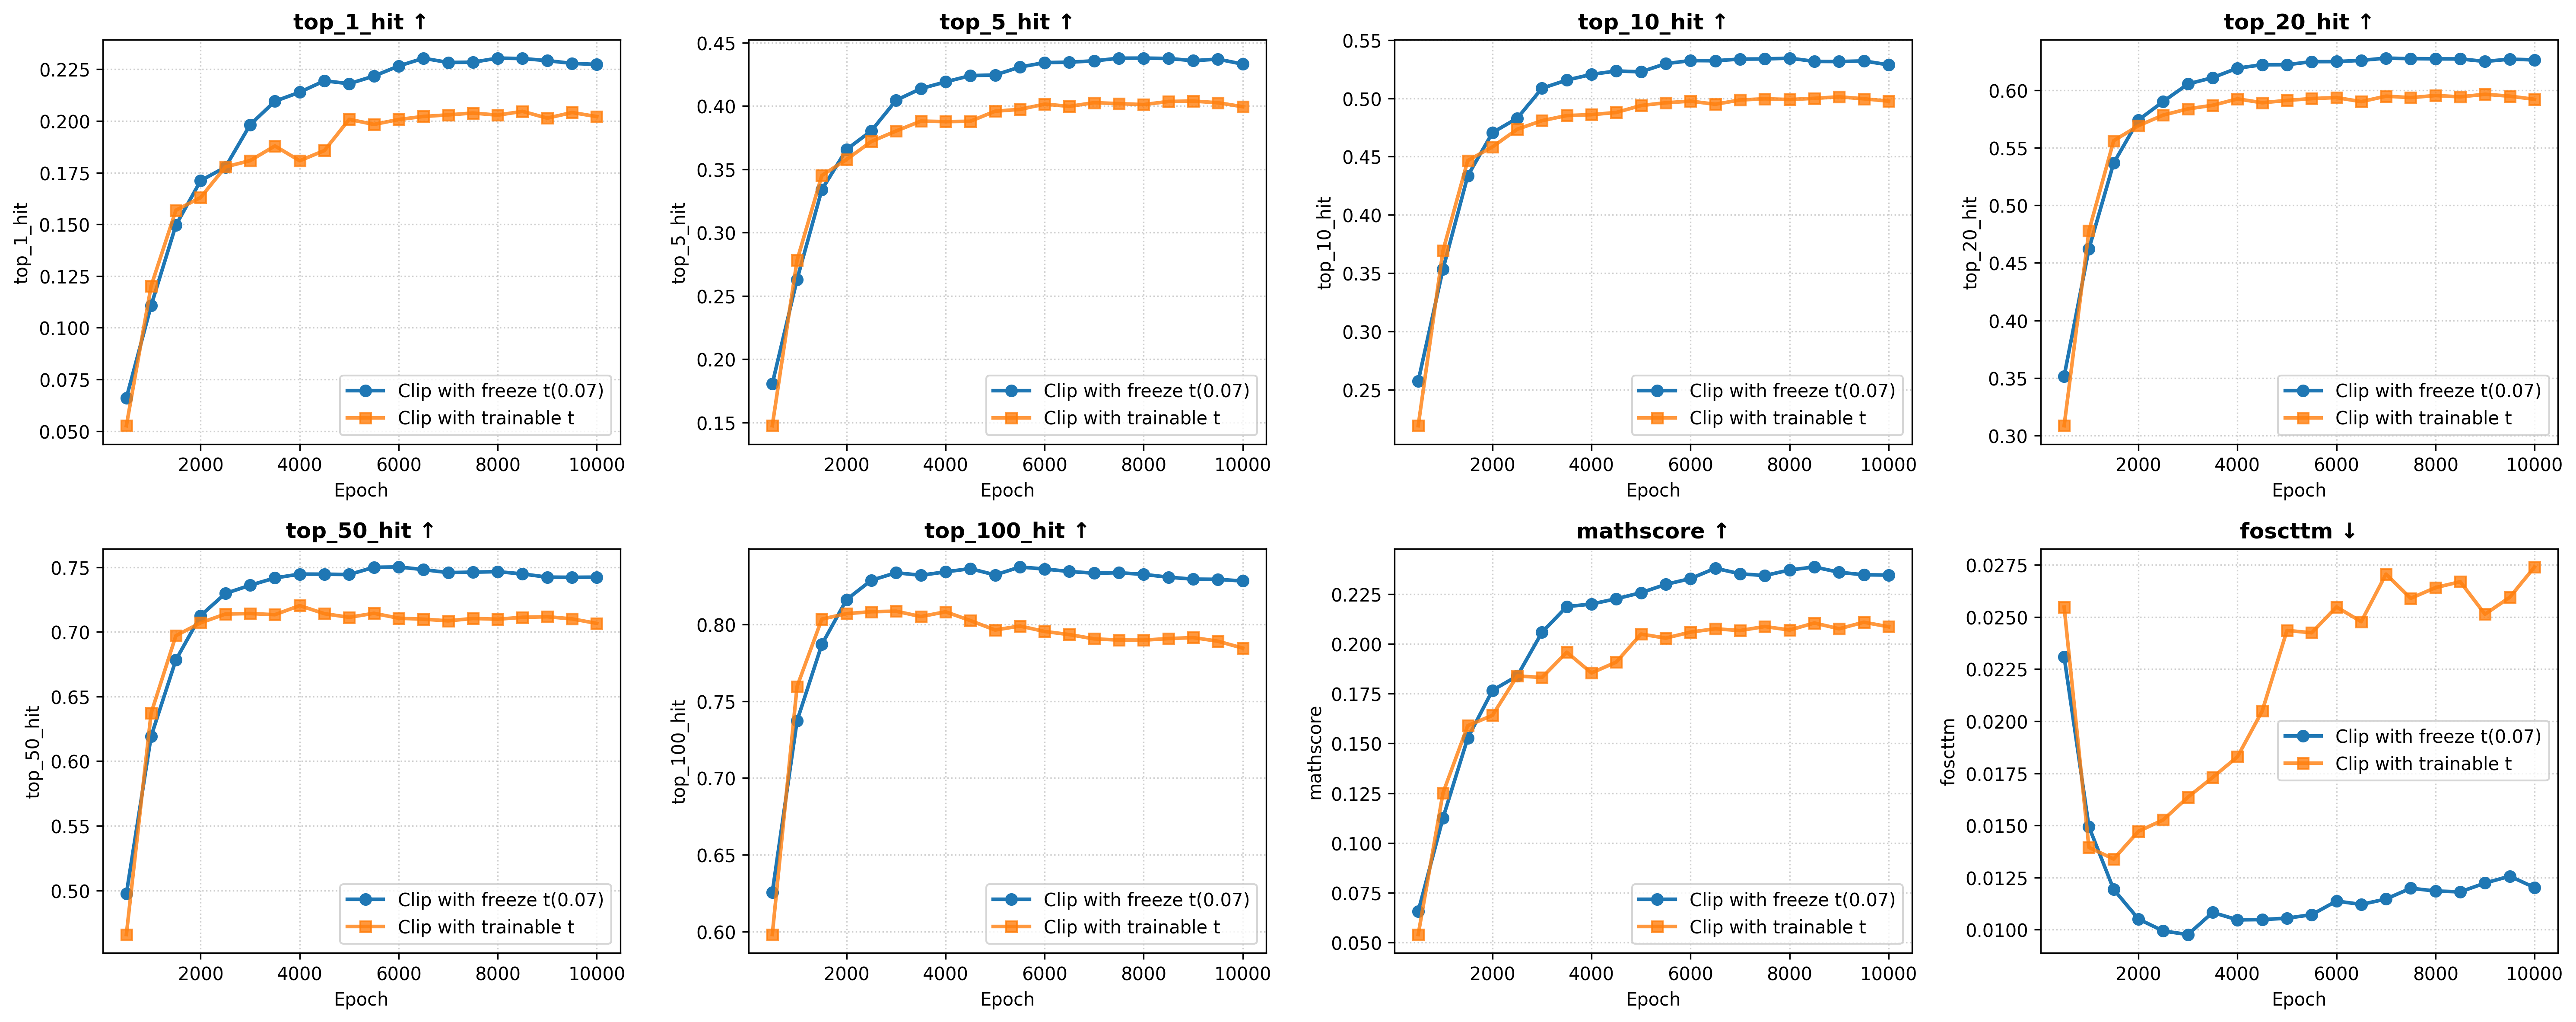 top_1_hit ↑
top_1_hit
0.225
0.200
0.175
0.150
0.125
0.100
0.075
0.050
Clip with freeze t(0.07)
Clip with trainable t
2000 4000 6000 8000 10000
Epoch
top_5_hit ↑
top_5_hit
0.45
0.40
0.35
0.30
0.25
0.20
0.15
Clip with freeze t(0.07)
Clip with trainable t
2000 4000 6000 8000 10000
Epoch
top_10_hit ↑
top_10_hit
0.55
0.50
0.45
0.40
0.35
0.30
0.25
Clip with freeze t(0.07)
Clip with trainable t
2000 4000 6000 8000 10000
Epoch
top_20_hit ↑
top_20_hit
0.60
0.55
0.50
0.45
0.40
0.35
0.30
Clip with freeze t(0.07)
Clip with trainable t
2000 4000 6000 8000 10000
Epoch
top_50_hit ↑
top_50_hit
0.75
0.70
0.65
0.60
0.55
0.50
Clip with freeze t(0.07)
Clip with trainable t
2000 4000 6000 8000 10000
Epoch
top_100_hit ↑
top_100_hit
0.80
0.75
0.70
0.65
0.60
Clip with freeze t(0.07)
Clip with trainable t
2000 4000 6000 8000 10000
Epoch
mathscore ↑
mathscore
0.225
0.200
0.175
0.150
0.125
0.100
0.075
0.050
Clip with freeze t(0.07)
Clip with trainable t
2000 4000 6000 8000 10000
Epoch
foscttm ↓
foscttm
0.0275
0.0250
0.0225
0.0200
0.0175
0.0150
0.0125
0.0100
Clip with freeze t(0.07)
Clip with trainable t
2000 4000 6000 8000 10000
Epoch